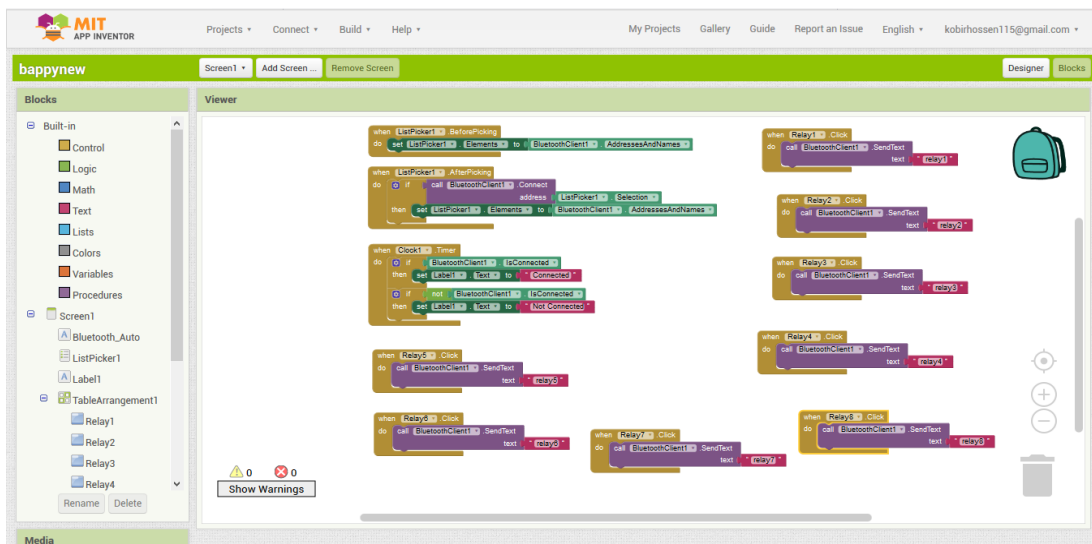 MIT
APP INVENTOR
Projects Connect Build Help My Projects Gallery Guide Report an Issue English kobirhossen115@gmail.com
bappynew Screen1 Add Screen ... Remove Screen Designer Blocks
Blocks
Viewer
Built-in
Control
Logic
Math
Text
Lists
Colors
Variables
Procedures
Screen1
Bluetooth_Auto
ListPicker1
Label1
TableArrangement1
Relay1
Relay2
Relay3
Relay4
Rename Delete
Media
when ListPicker1 .BeforePicking
do set ListPicker1 . Elements to BluetoothClient1 . AddressesAndNames
when ListPicker1 .AfterPicking
do if call BluetoothClient1 .Connect
address ListPicker1 . Selection
then set ListPicker1 . Elements to BluetoothClient1 . AddressesAndNames
when Clock1 .Timer
do if BluetoothClient1 . IsConnected
then set Label1 . Text to " Connected "
if not BluetoothClient1 . IsConnected
then set Label1 . Text to " Not Connected "
when Relay5 .Click
do call BluetoothClient1 .SendText
text " relay5 "
when Relay6 .Click
do call BluetoothClient1 .SendText
text " relay6 "
when Relay7 .Click
do call BluetoothClient1 .SendText
text " relay7 "
when Relay1 .Click
do call BluetoothClient1 .SendText
text " relay1 "
when Relay2 .Click
do call BluetoothClient1 .SendText
text " relay2 "
when Relay3 .Click
do call BluetoothClient1 .SendText
text " relay3 "
when Relay4 .Click
do call BluetoothClient1 .SendText
text " relay4 "
when Relay8 .Click
do call BluetoothClient1 .SendText
text " relay8 "
0 0
Show Warnings